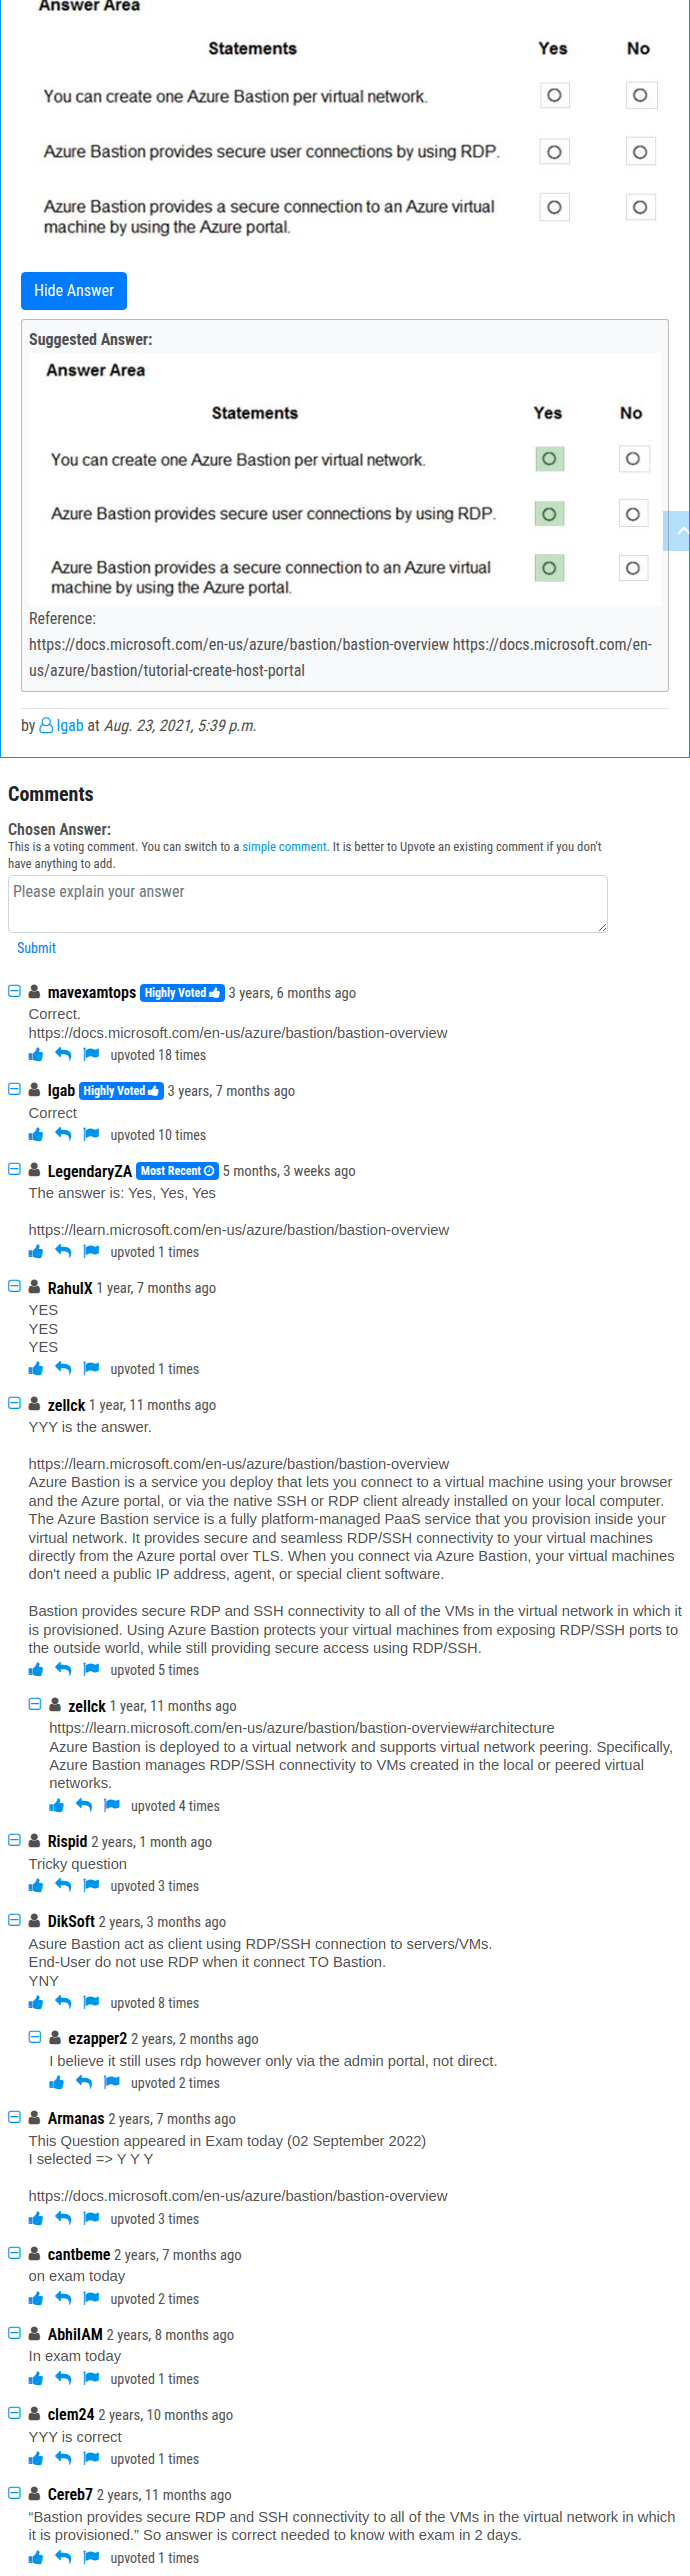 Answer Area
Statements Yes No
You can create one Azure Bastion per virtual network.
Azure Bastion provides secure user connections by using RDP.
Azure Bastion provides a secure connection to an Azure virtual
machine by using the Azure portal.
Hide Answer
Suggested Answer:
Answer Area
Statements Yes No
You can create one Azure Bastion per virtual network.
Azure Bastion provides secure user connections by using RDP.
Azure Bastion provides a secure connection to an Azure virtual
machine by using the Azure portal.
Reference:
https://docs.microsoft.com/en-us/azure/bastion/bastion-overview https://docs.microsoft.com/en-
us/azure/bastion/tutorial-create-host-portal
by lgab at Aug. 23, 2021, 5:39 p.m.
Comments
Chosen Answer:
This is a voting comment. You can switch to a simple comment. It is better to Upvote an existing comment if you don't
have anything to add.
Please explain your answer
Submit
mavexamtops Highly Voted 3 years, 6 months ago
Correct.
https://docs.microsoft.com/en-us/azure/bastion/bastion-overview
upvoted 18 times
lgab Highly Voted 3 years, 7 months ago
Correct
upvoted 10 times
LegendaryZA Most Recent 5 months, 3 weeks ago
The answer is: Yes, Yes, Yes
https://learn.microsoft.com/en-us/azure/bastion/bastion-overview
upvoted 1 times
RahulX 1 year, 7 months ago
YES
YES
YES
upvoted 1 times
zellck 1 year, 11 months ago
YYY is the answer.
https://learn.microsoft.com/en-us/azure/bastion/bastion-overview
Azure Bastion is a service you deploy that lets you connect to a virtual machine using your browser
and the Azure portal, or via the native SSH or RDP client already installed on your local computer.
The Azure Bastion service is a fully platform-managed PaaS service that you provision inside your
virtual network. It provides secure and seamless RDP/SSH connectivity to your virtual machines
directly from the Azure portal over TLS. When you connect via Azure Bastion, your virtual machines
don't need a public IP address, agent, or special client software.
Bastion provides secure RDP and SSH connectivity to all of the VMs in the virtual network in which it
is provisioned. Using Azure Bastion protects your virtual machines from exposing RDP/SSH ports to
the outside world, while still providing secure access using RDP/SSH.
upvoted 5 times
zellck 1 year, 11 months ago
https://learn.microsoft.com/en-us/azure/bastion/bastion-overview#architecture
Azure Bastion is deployed to a virtual network and supports virtual network peering. Specifically,
Azure Bastion manages RDP/SSH connectivity to VMs created in the local or peered virtual
networks.
upvoted 4 times
Rispid 2 years, 1 month ago
Tricky question
upvoted 3 times
DikSoft 2 years, 3 months ago
Asure Bastion act as client using RDP/SSH connection to servers/VMs.
End-User do not use RDP when it connect TO Bastion.
YNY
upvoted 8 times
ezapper2 2 years, 2 months ago
I believe it still uses rdp however only via the admin portal, not direct.
upvoted 2 times
Armanas 2 years, 7 months ago
This Question appeared in Exam today (02 September 2022)
I selected => Y Y Y
https://docs.microsoft.com/en-us/azure/bastion/bastion-overview
upvoted 3 times
cantbeme 2 years, 7 months ago
on exam today
upvoted 2 times
AbhilAM 2 years, 8 months ago
In exam today
upvoted 1 times
clem24 2 years, 10 months ago
YYY is correct
upvoted 1 times
Cereb7 2 years, 11 months ago
“Bastion provides secure RDP and SSH connectivity to all of the VMs in the virtual network in which
it is provisioned.” So answer is correct needed to know with exam in 2 days.
upvoted 1 times